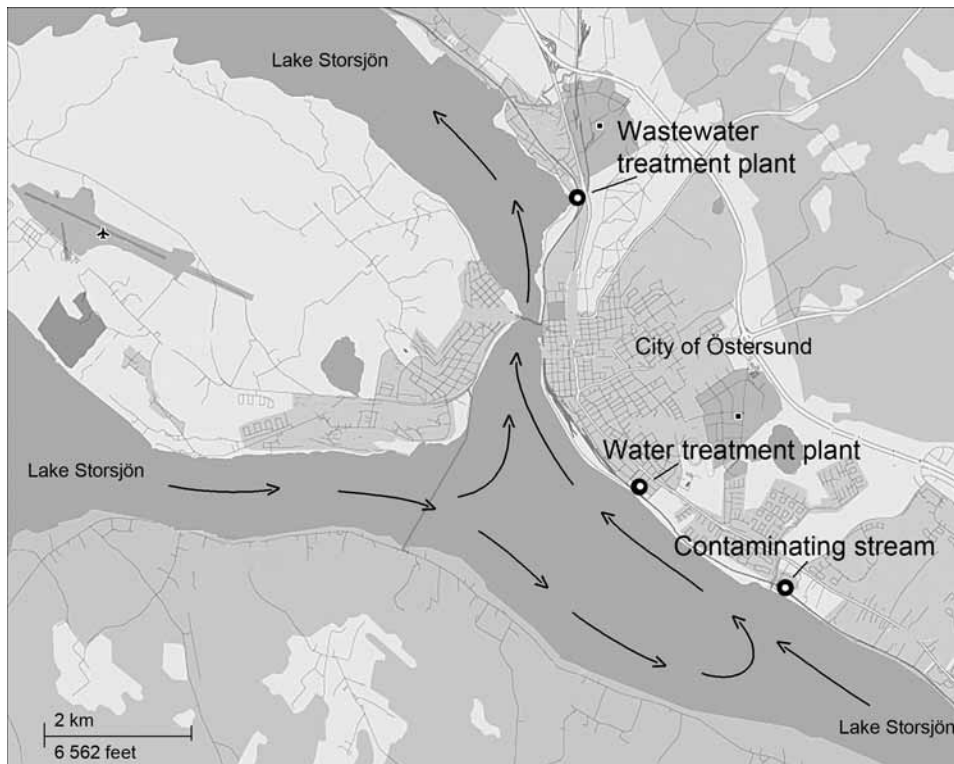 Lake Storsjön
Wastewater
treatment plant
City of Östersund
Water treatment plant
Lake Storsjön
Contaminating stream
2 km
6 562 feet
Lake Storsjön